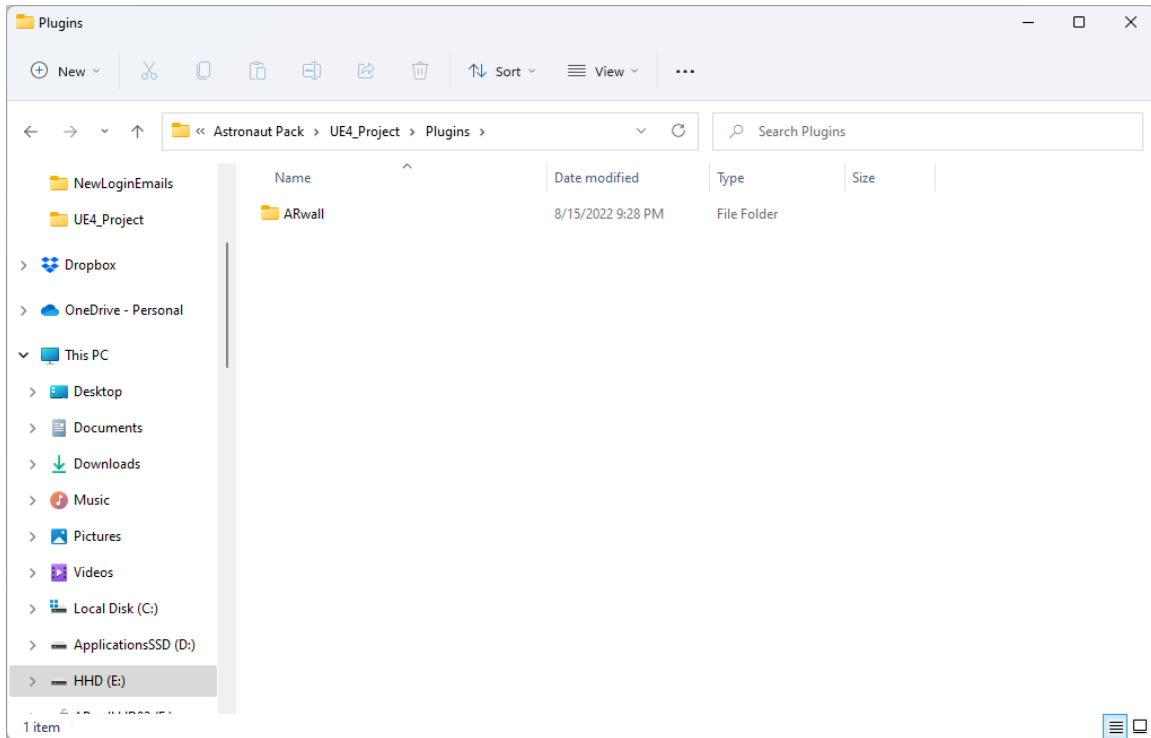 Plugins
New
Sort
View
« Astronaut Pack > UE4_Project > Plugins >
Search Plugins
Name Date modified Type Size
ARwall 8/15/2022 9:28 PM File Folder
NewLoginEmails
UE4_Project
Dropbox
OneDrive - Personal
This PC
Desktop
Documents
Downloads
Music
Pictures
Videos
Local Disk (C:)
ApplicationsSSD (D:)
HHD (E:)
1 item